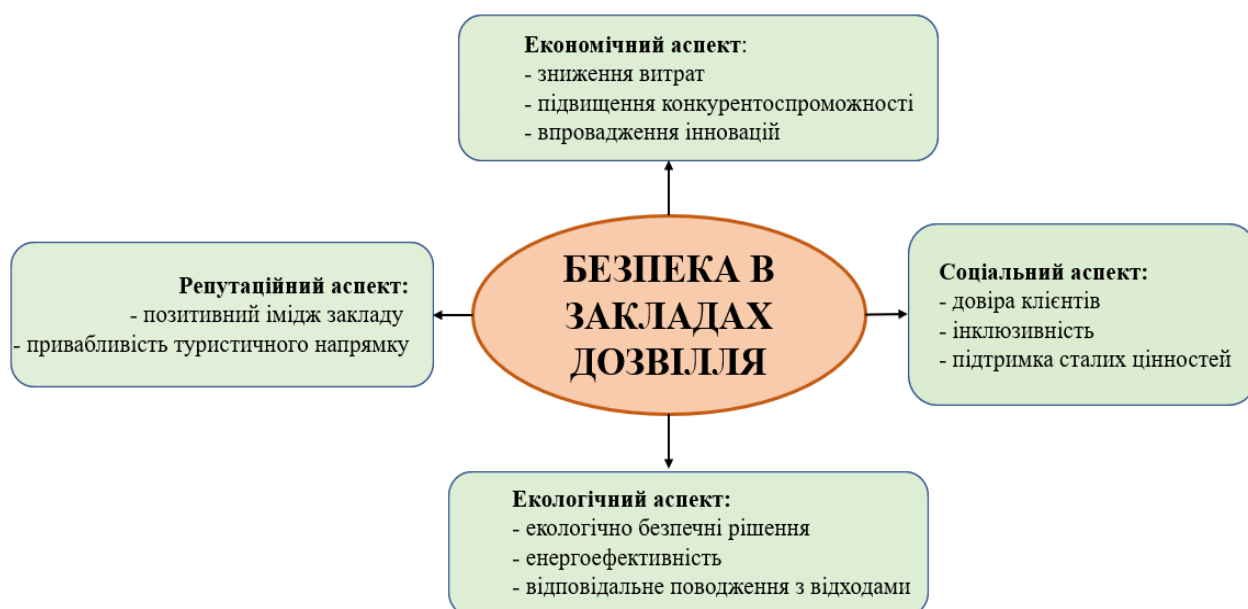 Економічний аспект:
- зниження витрат
- підвищення конкурентоспроможності
- впровадження інновацій
Репутаційний аспект:
- позитивний імідж закладу
- привабливість туристичного напрямку
БЕЗПЕКА В
ЗАКЛАДАХ
ДОЗВІЛЛЯ
Соціальний аспект:
- довіра клієнтів
- інклюзивність
- підтримка сталих цінностей
Екологічний аспект:
- екологічно безпечні рішення
- енергоефективність
- відповідальне поводження з відходами